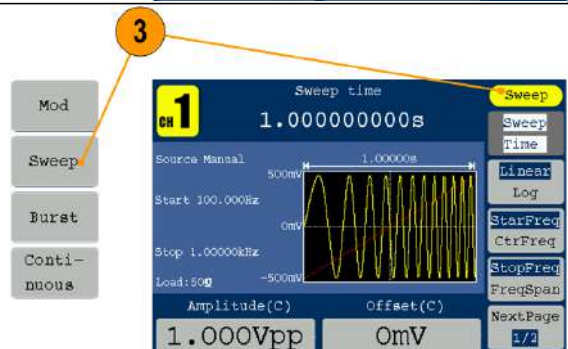 3
Mod
Sweep
Burst
Conti-
nuous
CH 1
Sweep time
1.000000000s
Source Manual
Start 100.000Hz
Stop 1.00000kHz
Load:50Ω
1.00000s
500mV
0mV
-500mV
Amplitude(C)
1.000Vpp
Offset(C)
0mV
Sweep
Sweep
Time
Linear
Log
StarFreq
CtrFreq
StopFreq
FreqSpan
NextPage
1/2